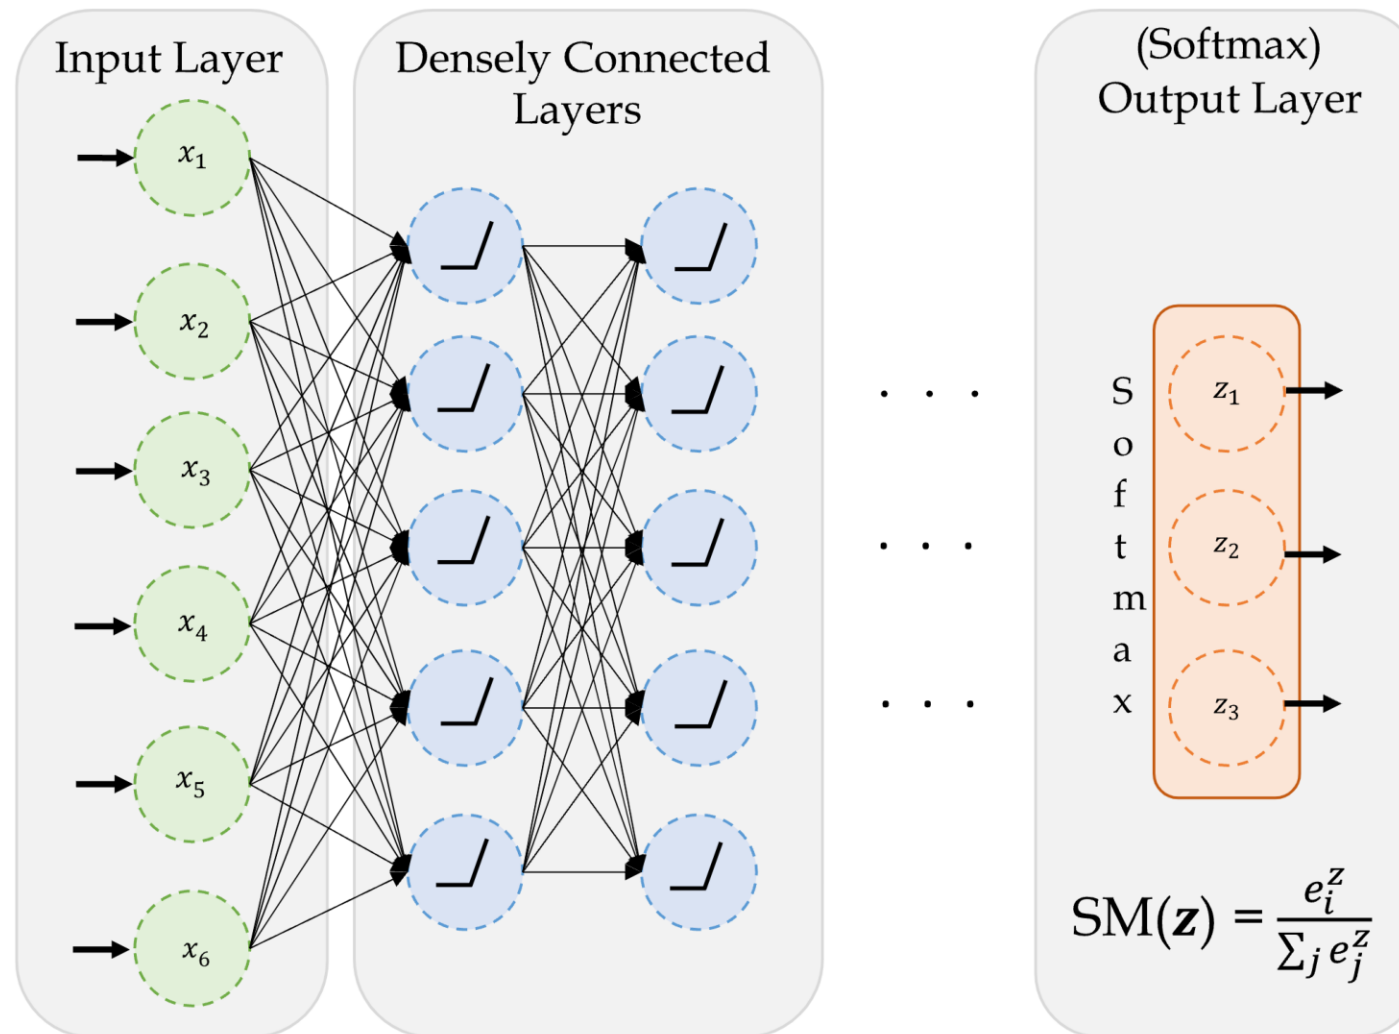 Input Layer
x₁
x₂
x₃
x₄
x₅
x₆
Densely Connected
Layers
. . .
. . .
. . .
(Softmax)
Output Layer
S
o
f
t
m
a
x
z₁
z₂
z₃
SM(z) = e_i^z / ∑_j e_j^z